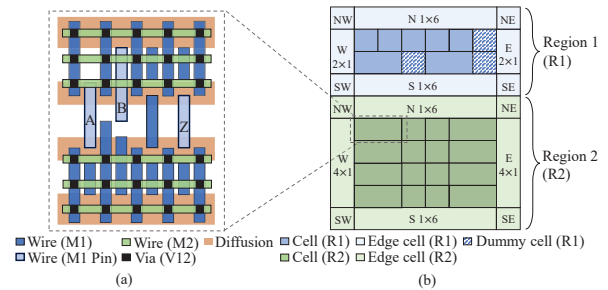 A
B
Z
NW
N 1×6
NE
W
2×1
E
2×1
SW
S 1×6
SE
Region 1
(R1)
NW
N 1×6
NE
W
4×1
E
4×1
SW
S 1×6
SE
Region 2
(R2)
Wire (M1)
Wire (M2)
Diffusion
Wire (M1 Pin)
Via (V12)
Cell (R1)
Edge cell (R1)
Dummy cell (R1)
Cell (R2)
Edge cell (R2)
(a)
(b)